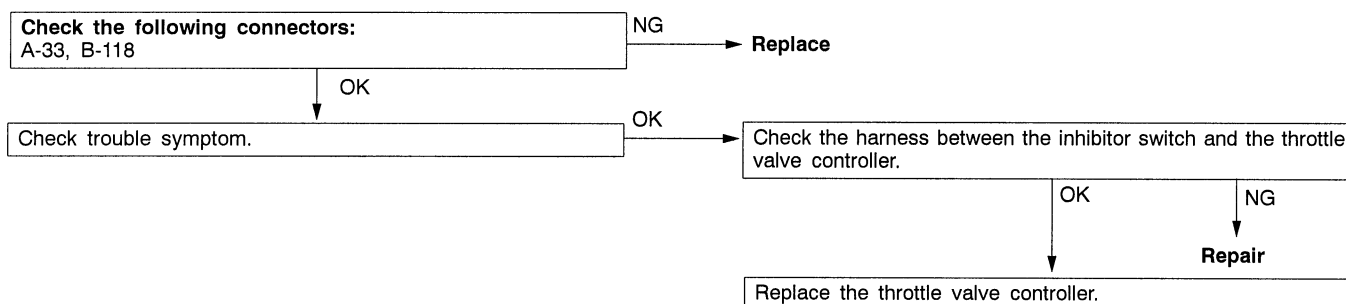 Check the following connectors:
A-33, B-118
NG
Replace
OK
Check trouble symptom.
OK
Check the harness between the inhibitor switch and the throttle
valve controller.
OK
NG
Repair
Replace the throttle valve controller.